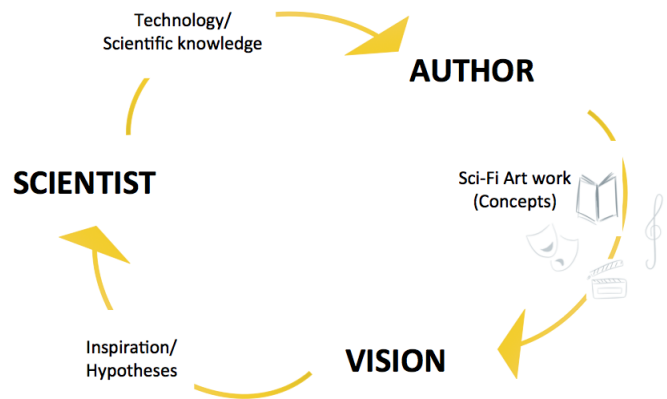 Technology/
Scientific knowledge
AUTHOR
SCIENTIST
Sci-Fi Art work
(Concepts)
Inspiration/
Hypotheses
VISION